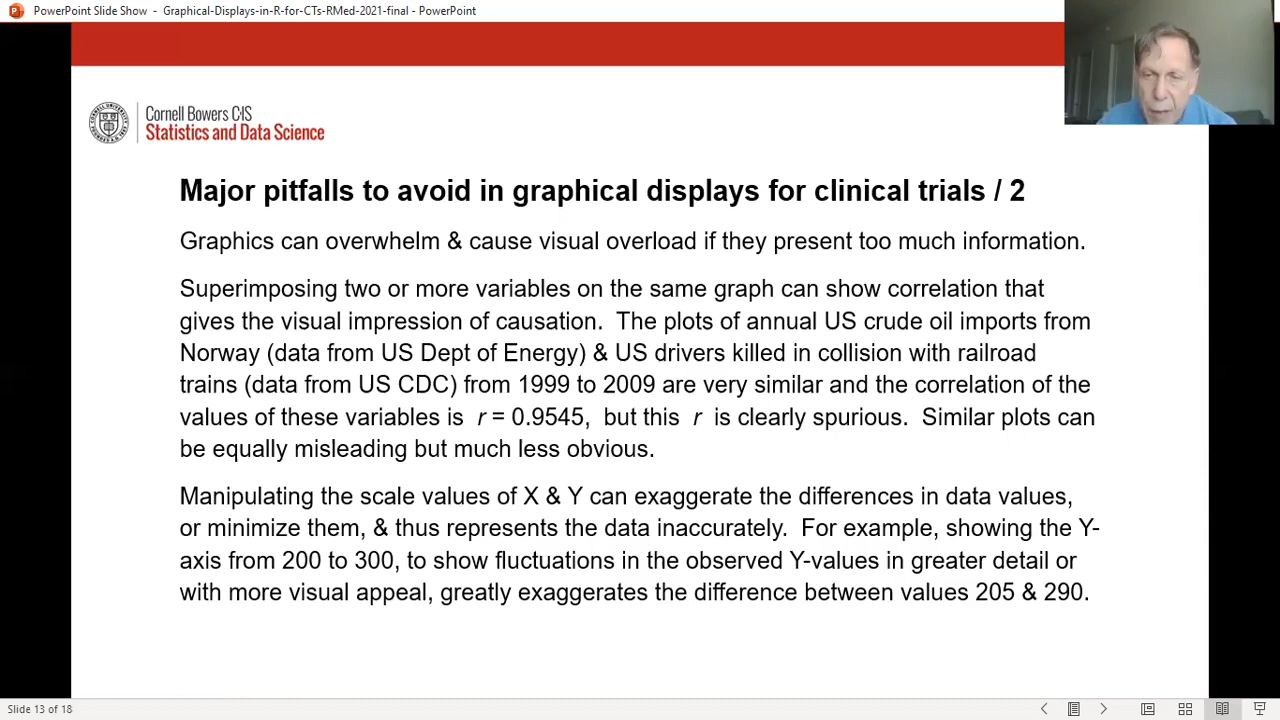 PowerPoint Slide Show - Graphical-Displays-in-R-for-CTs-RMed-2021-final - PowerPoint
Cornell Bowers C·IS
Statistics and Data Science
Major pitfalls to avoid in graphical displays for clinical trials / 2
Graphics can overwhelm & cause visual overload if they present too much information.
Superimposing two or more variables on the same graph can show correlation that
gives the visual impression of causation. The plots of annual US crude oil imports from
Norway (data from US Dept of Energy) & US drivers killed in collision with railroad
trains (data from US CDC) from 1999 to 2009 are very similar and the correlation of the
values of these variables is r = 0.9545, but this r is clearly spurious. Similar plots can
be equally misleading but much less obvious.
Manipulating the scale values of X & Y can exaggerate the differences in data values,
or minimize them, & thus represents the data inaccurately. For example, showing the Y-
axis from 200 to 300, to show fluctuations in the observed Y-values in greater detail or
with more visual appeal, greatly exaggerates the difference between values 205 & 290.
Slide 13 of 18